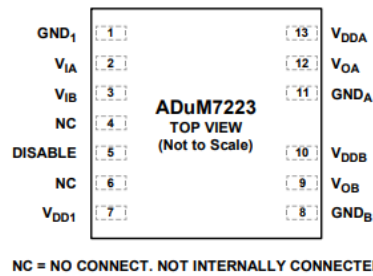 GND1 1 13 VDDA
VIA 2 12 VOA
VIB 3 11 GNDA
NC 4
ADuM7223
TOP VIEW
(Not to Scale)
DISABLE 5 10 VDDB
NC 6 9 VOB
VDD1 7 8 GNDB
NC = NO CONNECT. NOT INTERNALLY CONNECTE